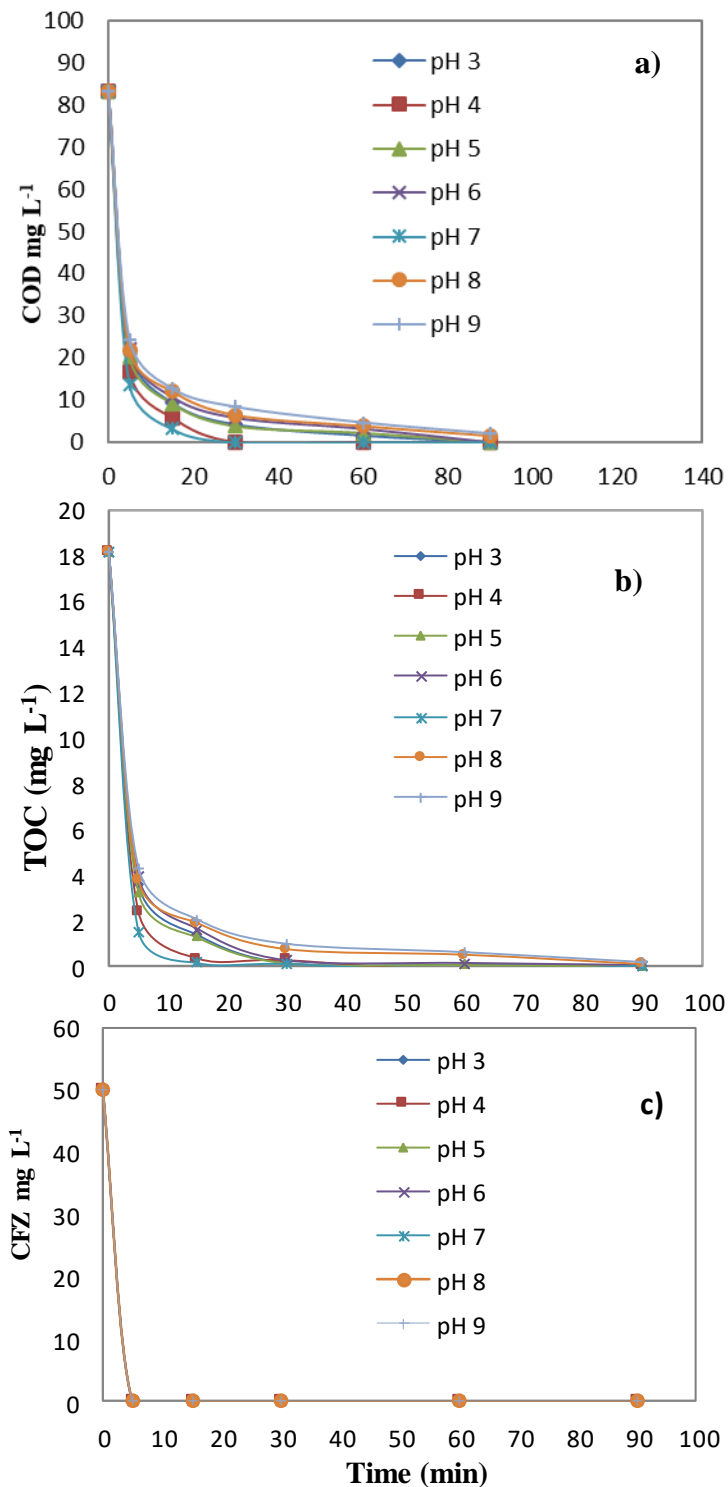 100
90
80
70
60
50
40
30
20
10
0
COD mg L-1
a)
pH 3
pH 4
pH 5
pH 6
pH 7
pH 8
pH 9
0 20 40 60 80 100 120 140
20
18
16
14
12
10
8
6
4
2
0
TOC (mg L-1)
b)
pH 3
pH 4
pH 5
pH 6
pH 7
pH 8
pH 9
0 10 20 30 40 50 60 70 80 90 100
60
50
40
30
20
10
0
CFZ mg L-1
c)
pH 3
pH 4
pH 5
pH 6
pH 7
pH 8
pH 9
0 10 20 30 40 50 60 70 80 90 100
Time (min)